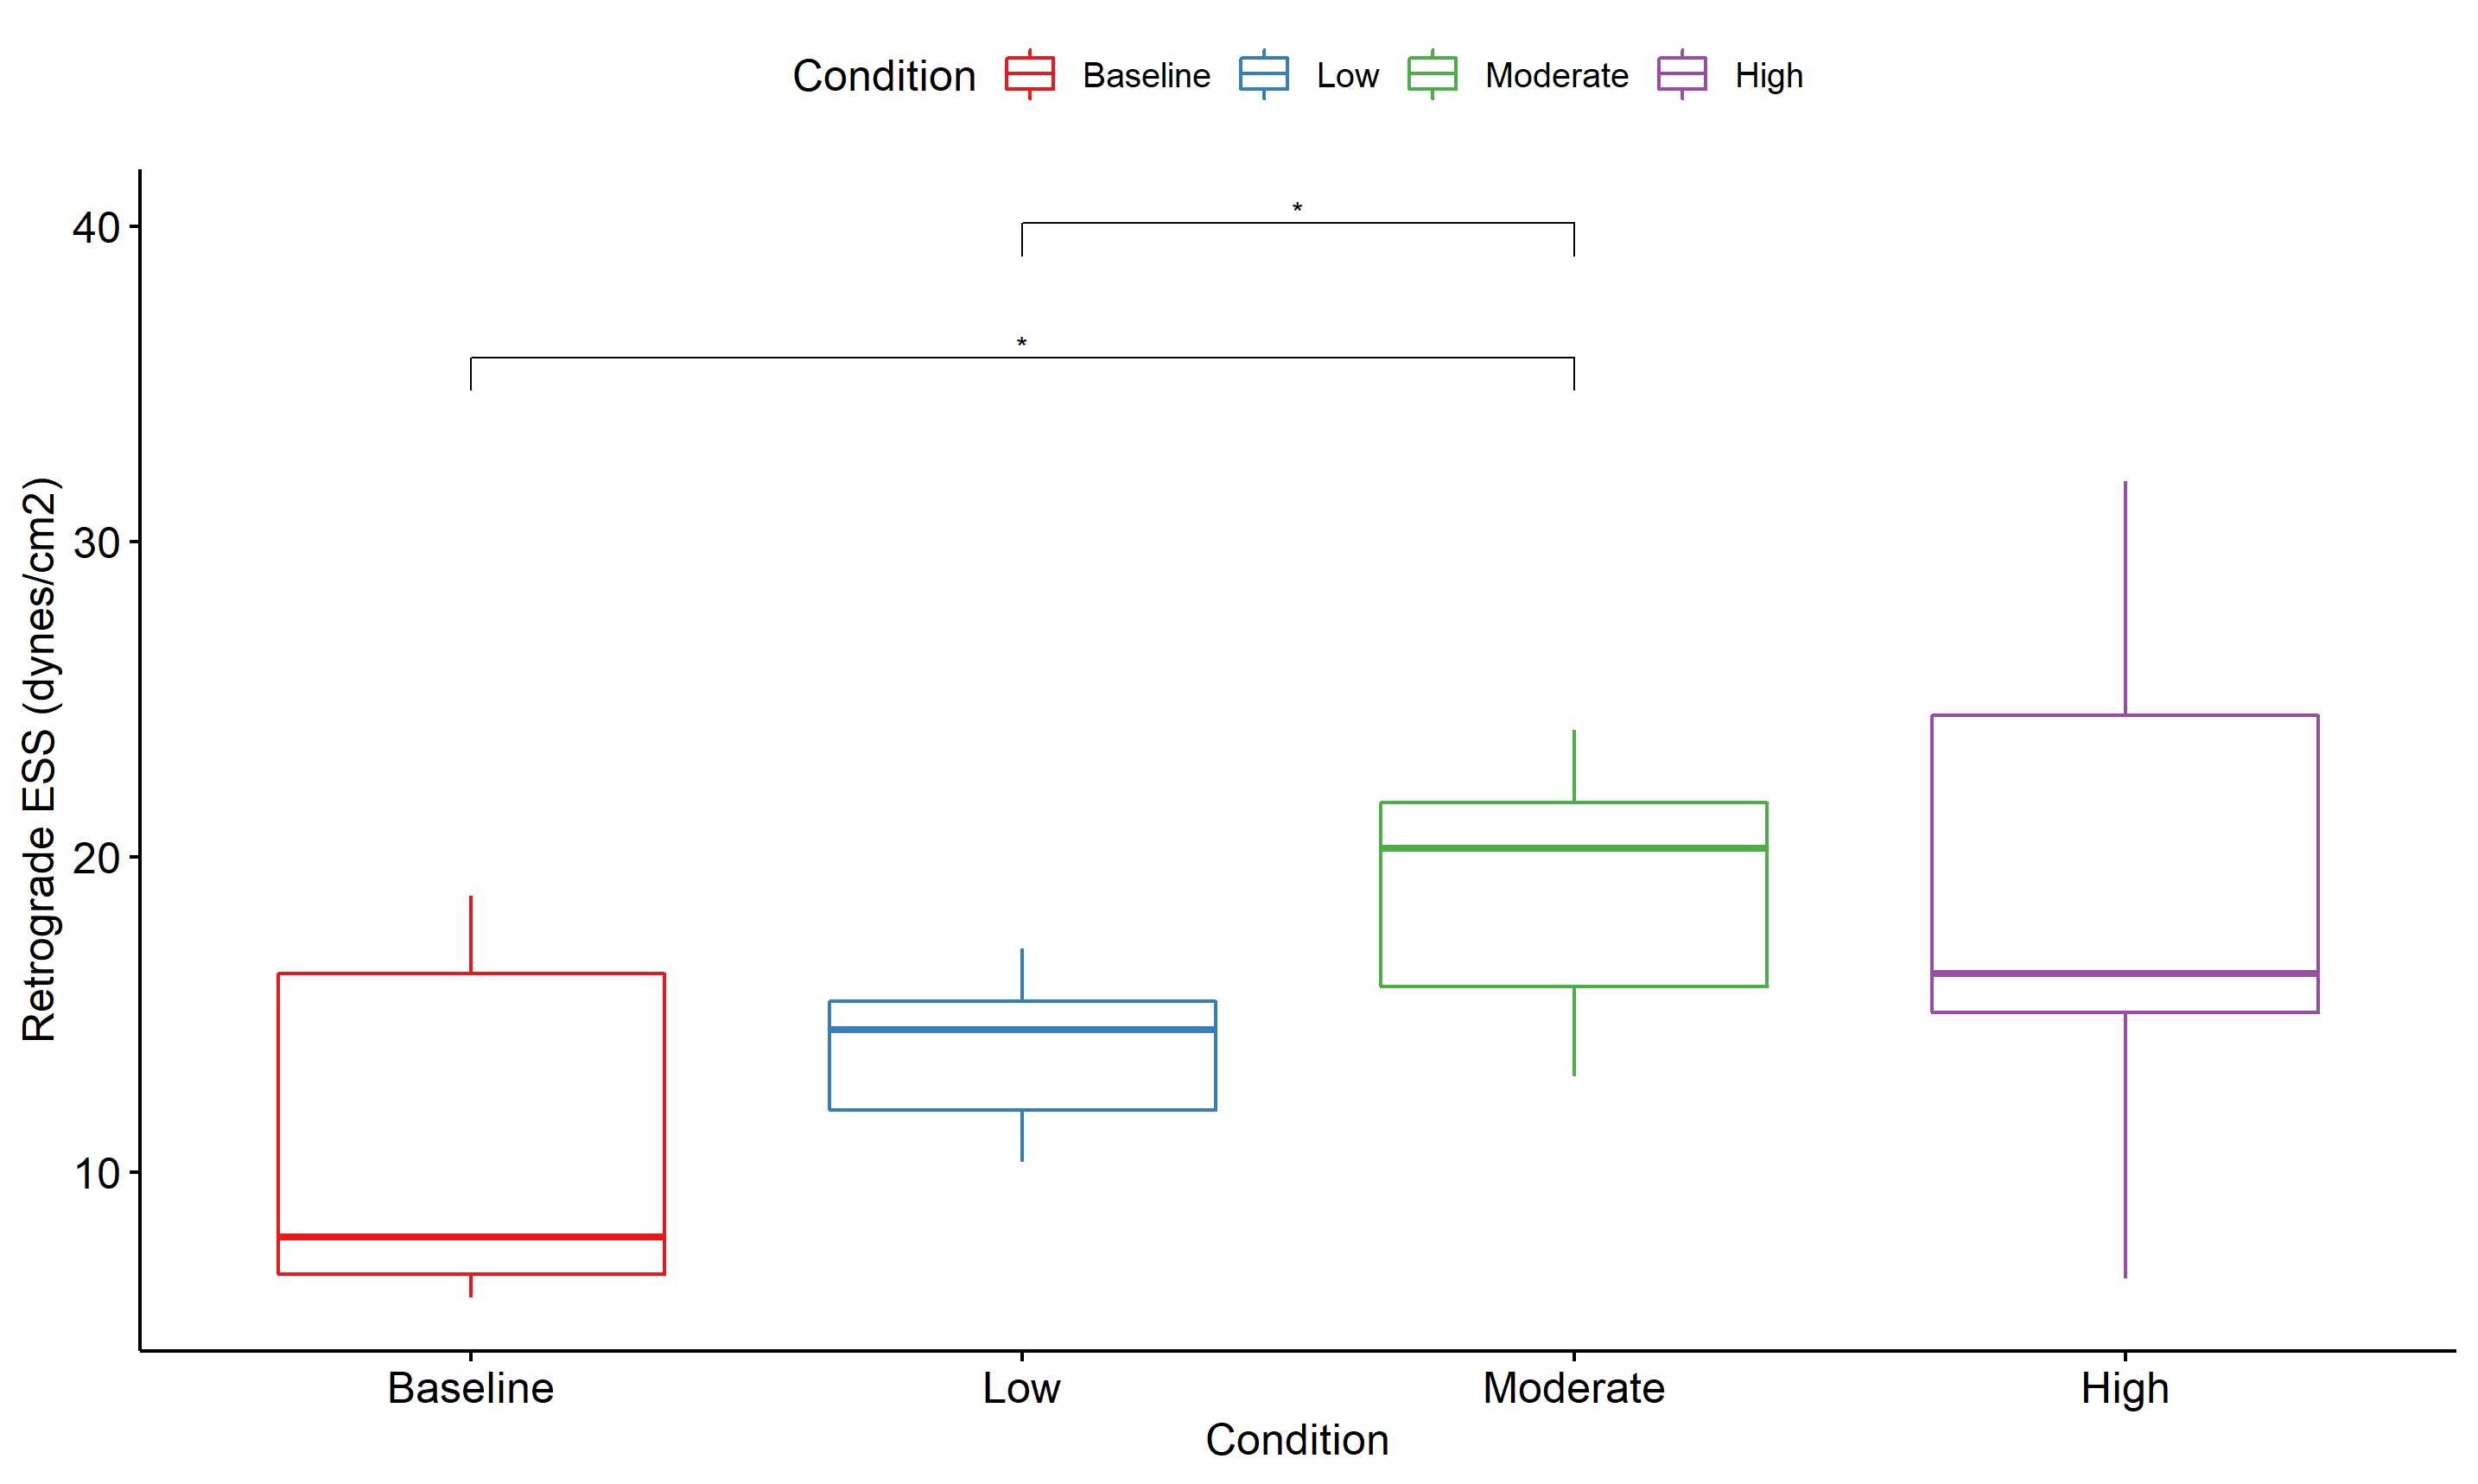 Condition Baseline Low Moderate High
40
*
*
30
20
10
Retrograde ESS (dynes/cm2)
Baseline Low Moderate High
Condition